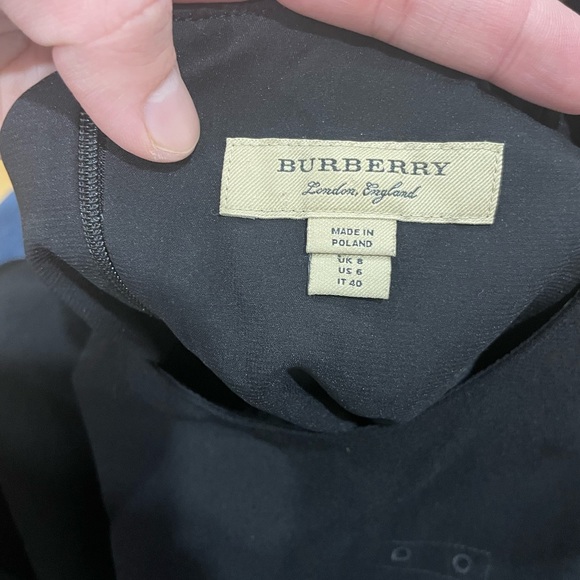 BURBERRY
London, England
MADE IN
POLAND
UK 8
US 6
IT 40